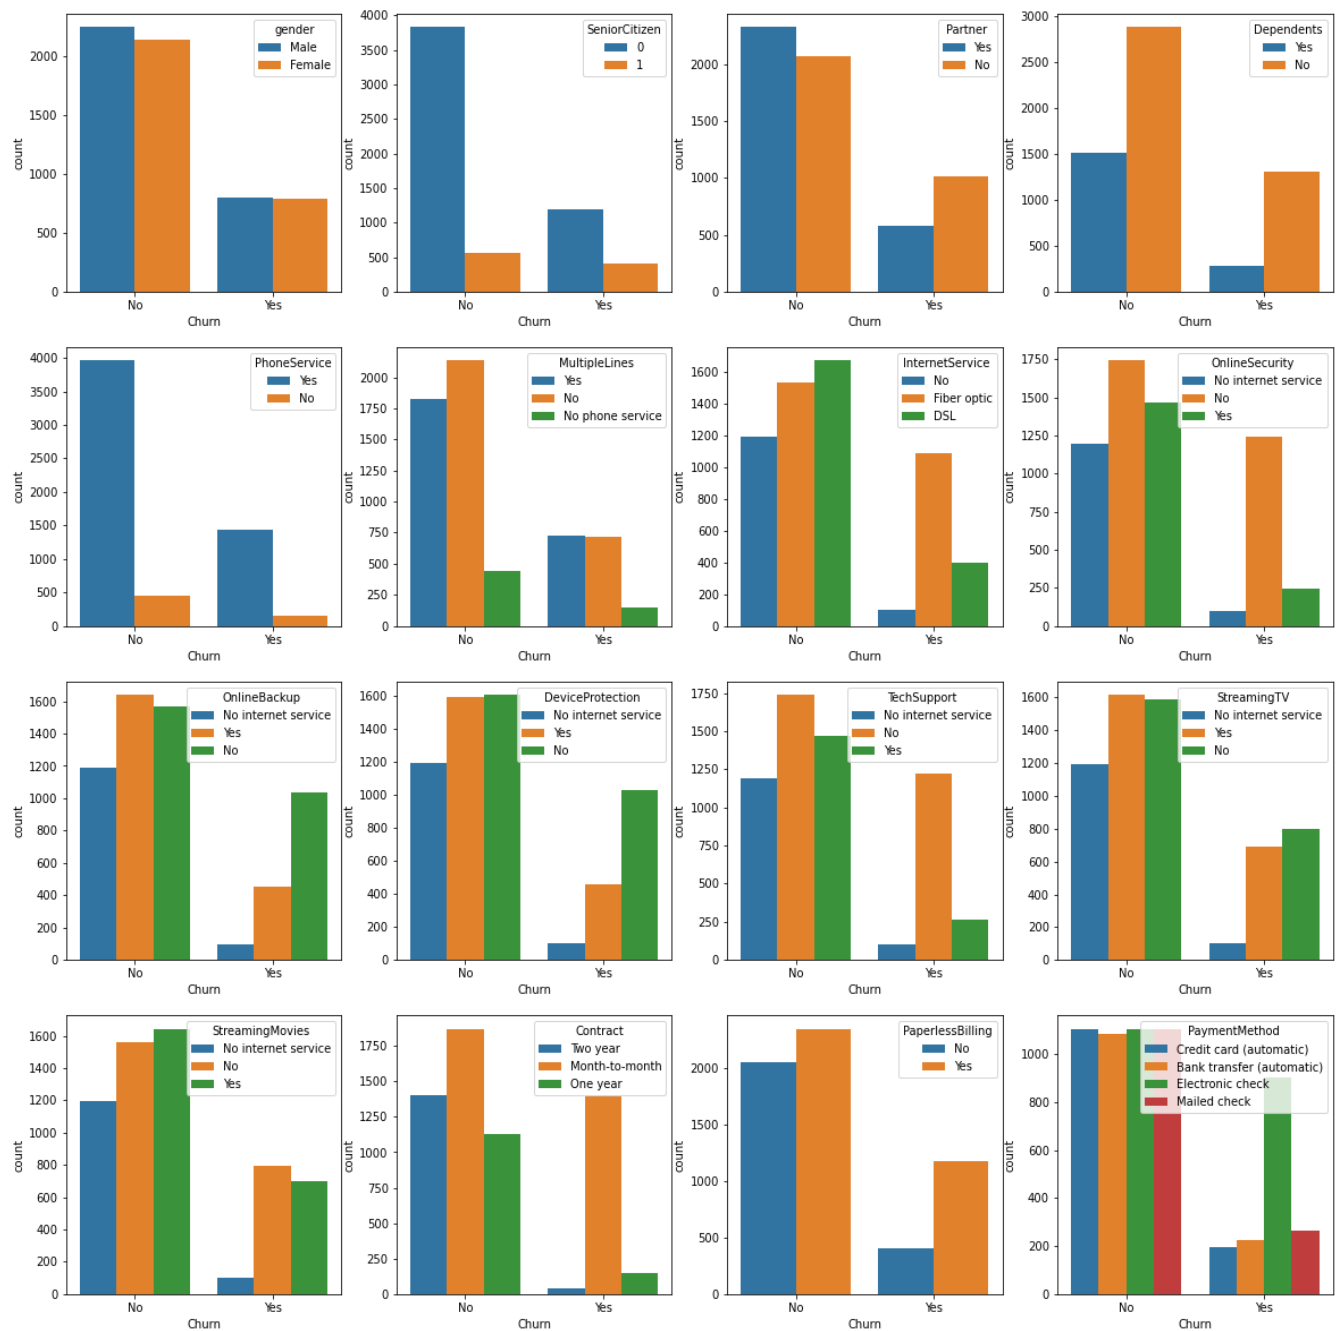 gender
Male
Female
2000
1500
1000
500
0
count
No
Yes
Churn
SeniorCitizen
0
1
4000
3500
3000
2500
2000
1500
1000
500
0
count
No
Yes
Churn
Partner
Yes
No
2000
1500
1000
500
0
count
No
Yes
Churn
Dependents
Yes
No
3000
2500
2000
1500
1000
500
0
count
No
Yes
Churn
PhoneService
Yes
No
4000
3500
3000
2500
2000
1500
1000
500
0
count
No
Yes
Churn
MultipleLines
Yes
No
No phone service
2000
1750
1500
1250
1000
750
500
250
0
count
No
Yes
Churn
InternetService
No
Fiber optic
DSL
1600
1400
1200
1000
800
600
400
200
0
count
No
Yes
Churn
OnlineSecurity
No internet service
No
Yes
1750
1500
1250
1000
750
500
250
0
count
No
Yes
Churn
OnlineBackup
No internet service
Yes
No
1600
1400
1200
1000
800
600
400
200
0
count
No
Yes
Churn
DeviceProtection
No internet service
Yes
No
1600
1400
1200
1000
800
600
400
200
0
count
No
Yes
Churn
TechSupport
No internet service
No
Yes
1750
1500
1250
1000
750
500
250
0
count
No
Yes
Churn
StreamingTV
No internet service
Yes
No
1600
1400
1200
1000
800
600
400
200
0
count
No
Yes
Churn
StreamingMovies
No internet service
No
Yes
1600
1400
1200
1000
800
600
400
200
0
count
No
Yes
Churn
Contract
Two year
Month-to-month
One year
1750
1500
1250
1000
750
500
250
0
count
No
Yes
Churn
PaperlessBilling
No
Yes
2000
1500
1000
500
0
count
No
Yes
Churn
PaymentMethod
Credit card (automatic)
Bank transfer (automatic)
Electronic check
Mailed check
1000
800
600
400
200
0
count
No
Yes
Churn